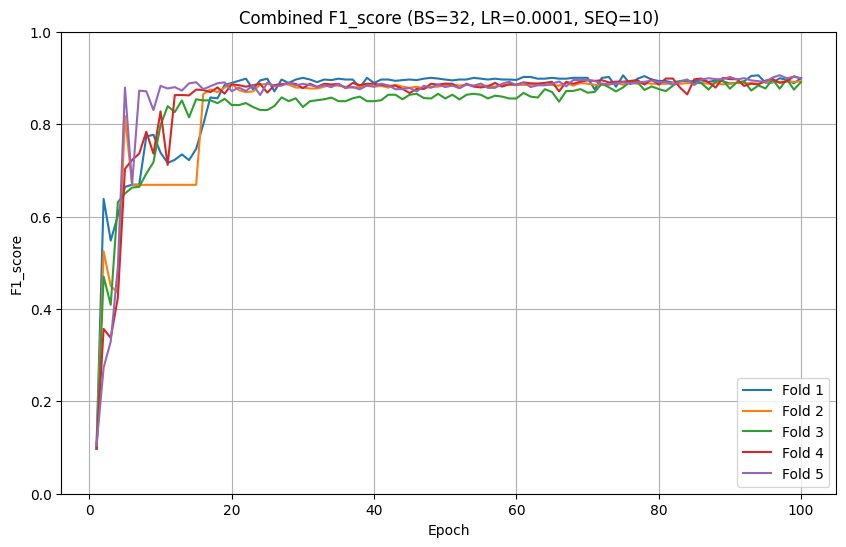 Combined F1_score (BS=32, LR=0.0001, SEQ=10)
F1_score
1.0
0.8
0.6
0.4
0.2
0.0
0 20 40 60 80 100
Epoch
Fold 1
Fold 2
Fold 3
Fold 4
Fold 5